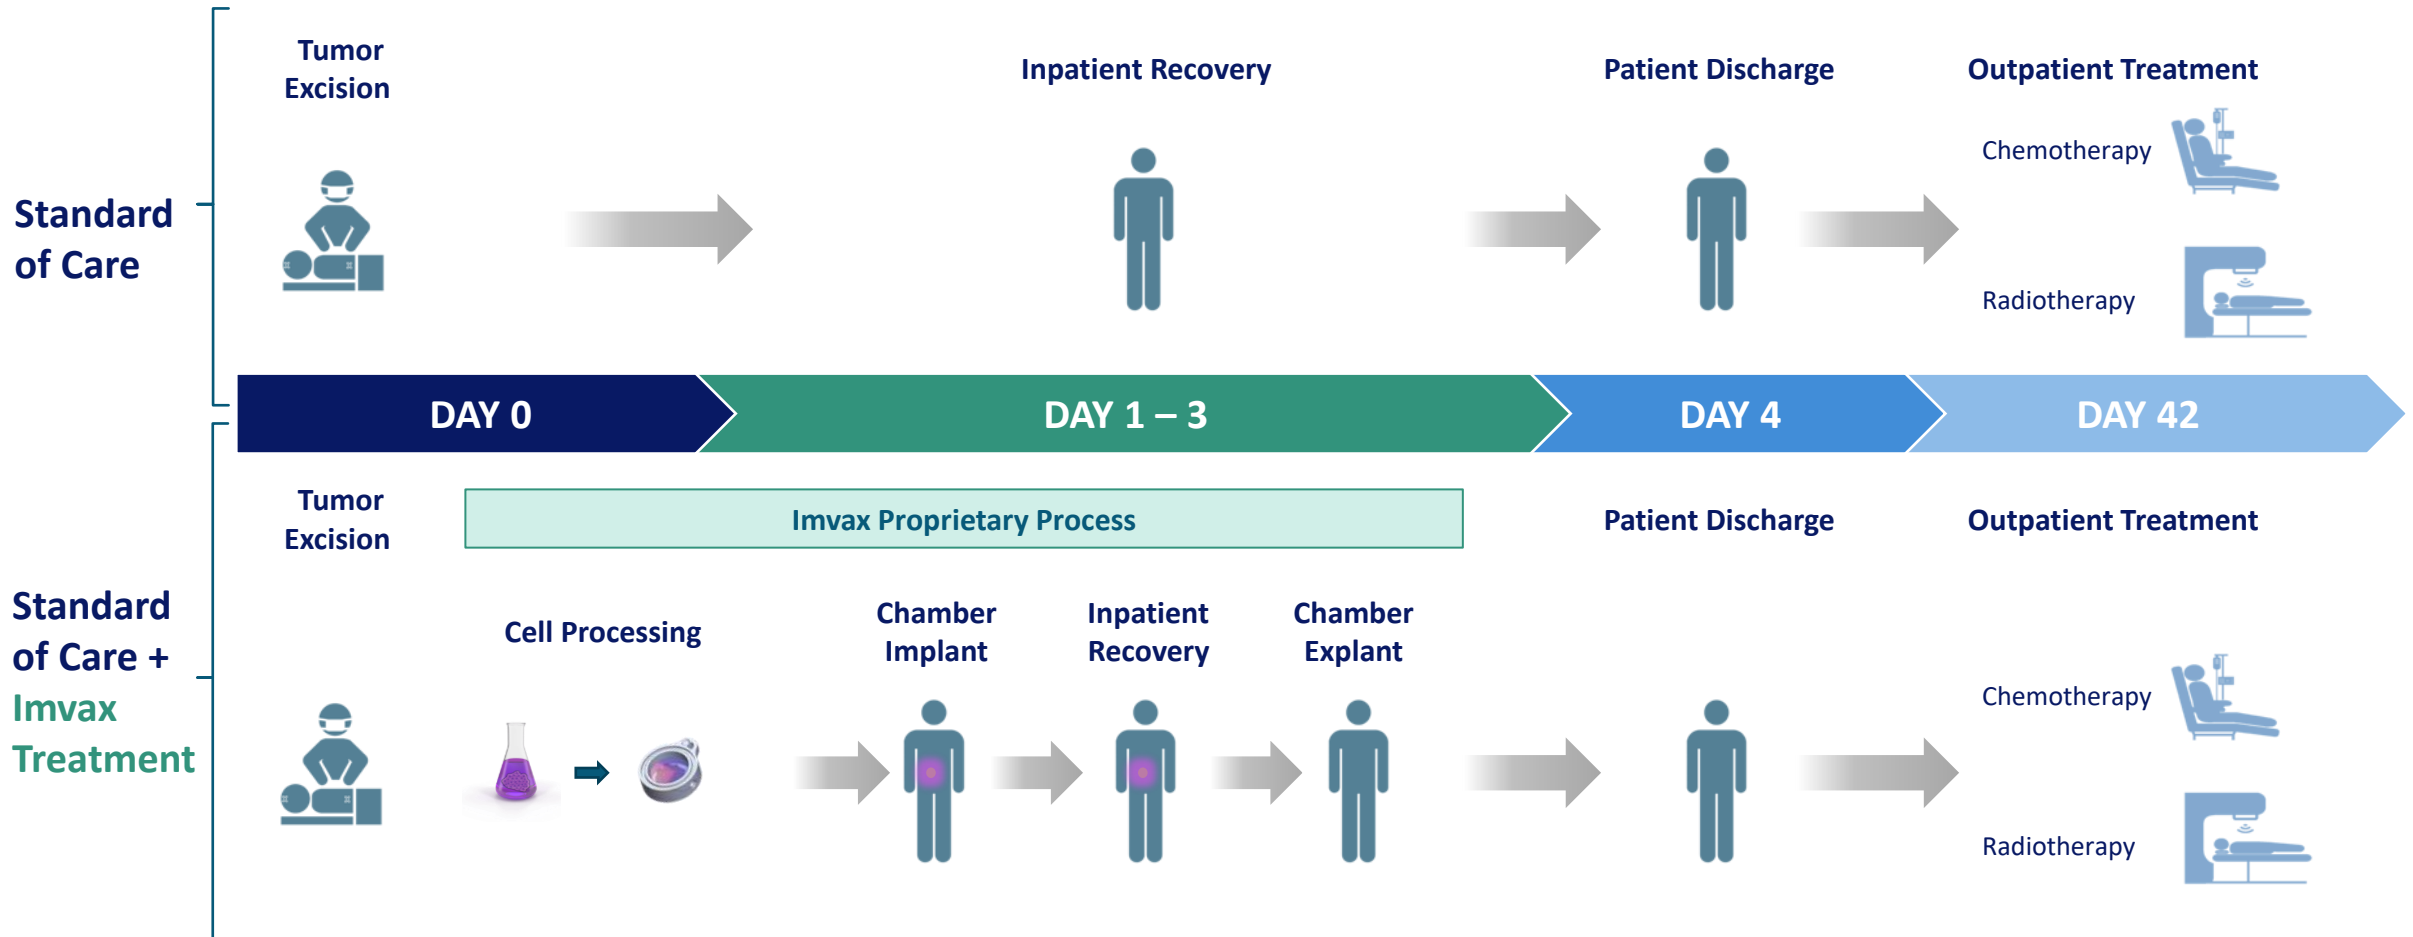 Tumor
Excision
Inpatient Recovery
Patient Discharge
Outpatient Treatment
Chemotherapy
Radiotherapy
Standard
of Care
DAY 0
DAY 1 – 3
DAY 4
DAY 42
Tumor
Excision
Imvax Proprietary Process
Patient Discharge
Outpatient Treatment
Standard
of Care +
Imvax
Treatment
Cell Processing
Chamber
Implant
Inpatient
Recovery
Chamber
Explant
Chemotherapy
Radiotherapy